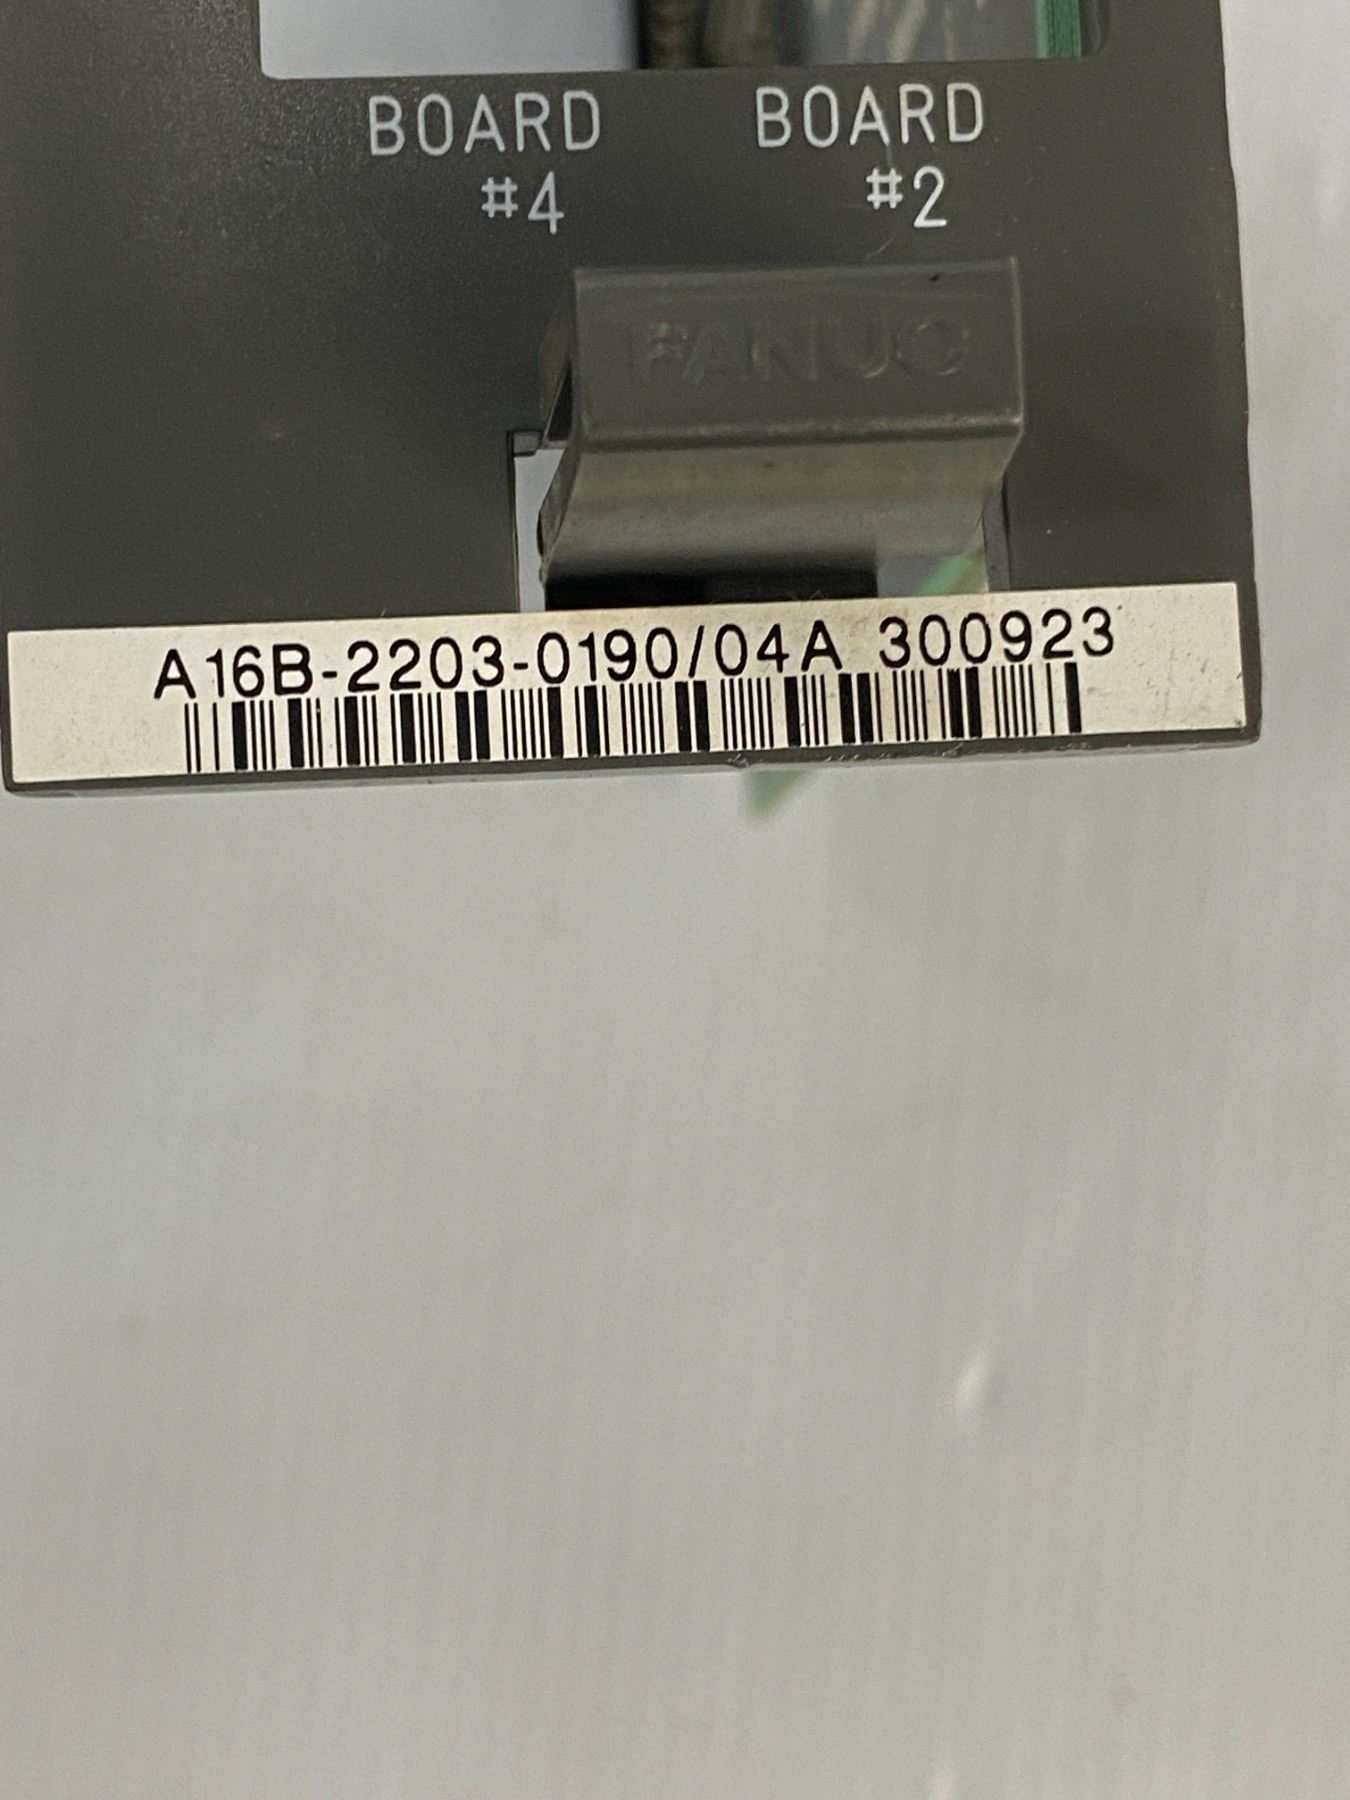 BOARD
#4
BOARD
#2
FANUC
A16B-2203-0190/04A 300923